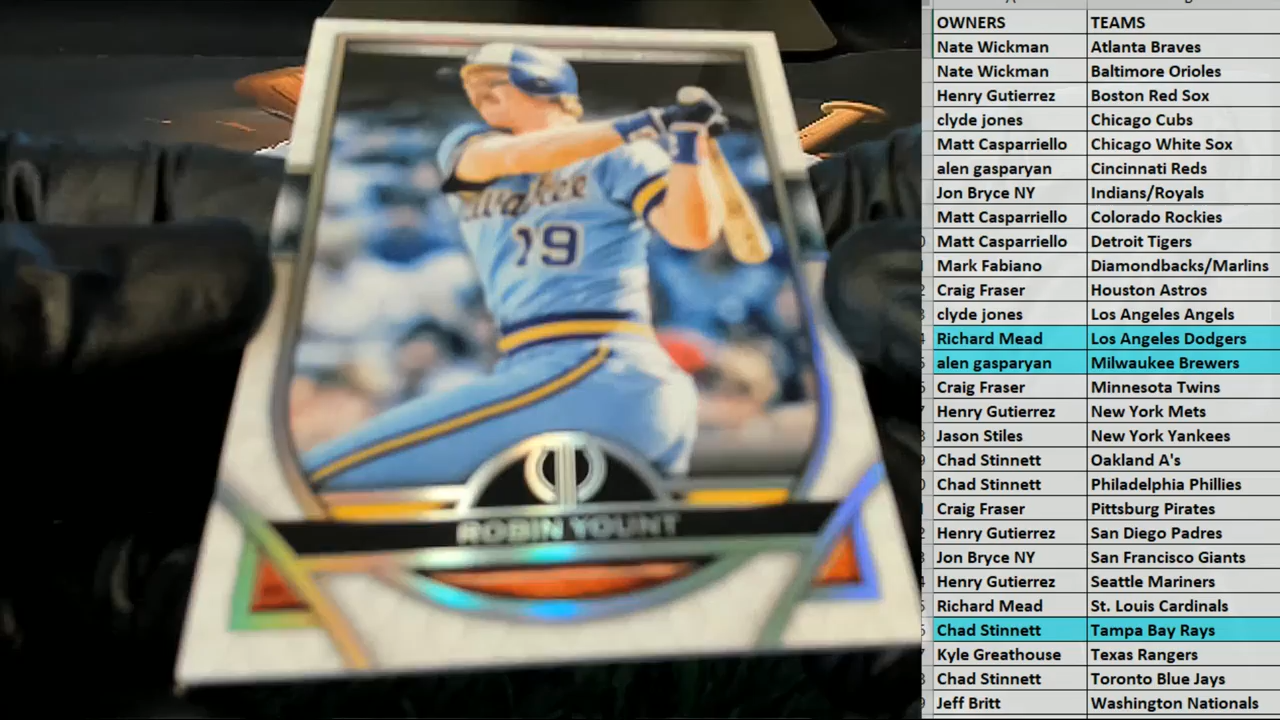 waukee
19
ROBIN YOUNT
OWNERS TEAMS
Nate Wickman Atlanta Braves
Nate Wickman Baltimore Orioles
Henry Gutierrez Boston Red Sox
clyde jones Chicago Cubs
Matt Casparriello Chicago White Sox
alen gasparyan Cincinnati Reds
Jon Bryce NY Indians/Royals
Matt Casparriello Colorado Rockies
Matt Casparriello Detroit Tigers
Mark Fabiano Diamondbacks/Marlins
Craig Fraser Houston Astros
clyde jones Los Angeles Angels
Richard Mead Los Angeles Dodgers
alen gasparyan Milwaukee Brewers
Craig Fraser Minnesota Twins
Henry Gutierrez New York Mets
Jason Stiles New York Yankees
Chad Stinnett Oakland A's
Chad Stinnett Philadelphia Phillies
Craig Fraser Pittsburg Pirates
Henry Gutierrez San Diego Padres
Jon Bryce NY San Francisco Giants
Henry Gutierrez Seattle Mariners
Richard Mead St. Louis Cardinals
Chad Stinnett Tampa Bay Rays
Kyle Greathouse Texas Rangers
Chad Stinnett Toronto Blue Jays
Jeff Britt Washington Nationals